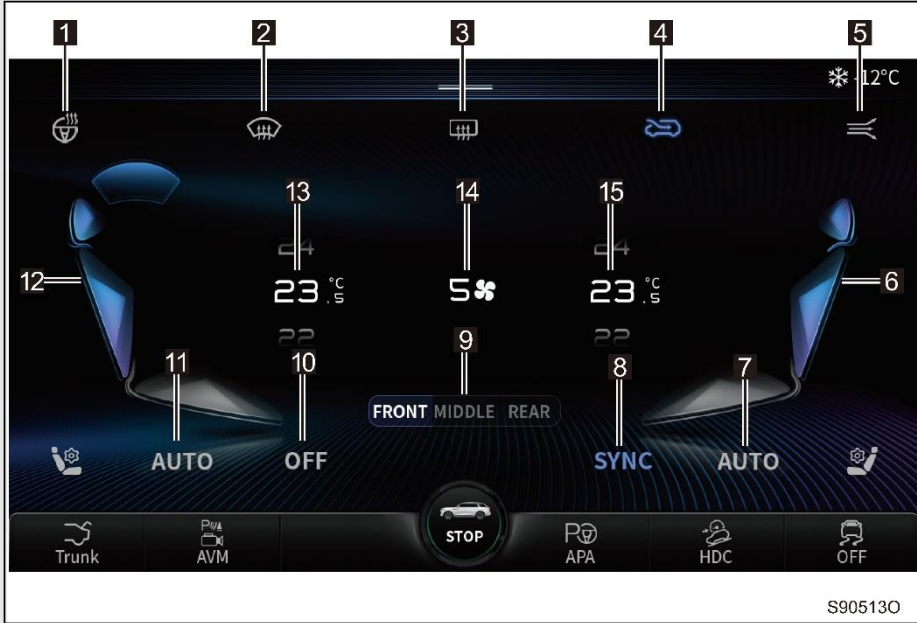 1 2 3 4 5
-12°C
13 14 15
24 24
12 23.5 °C 5 23.5 °C 6
22 22
11 10 9 8 7
FRONT MIDDLE REAR
AUTO OFF SYNC AUTO
STOP
P
Trunk AVM P APA HDC OFF
S90513O